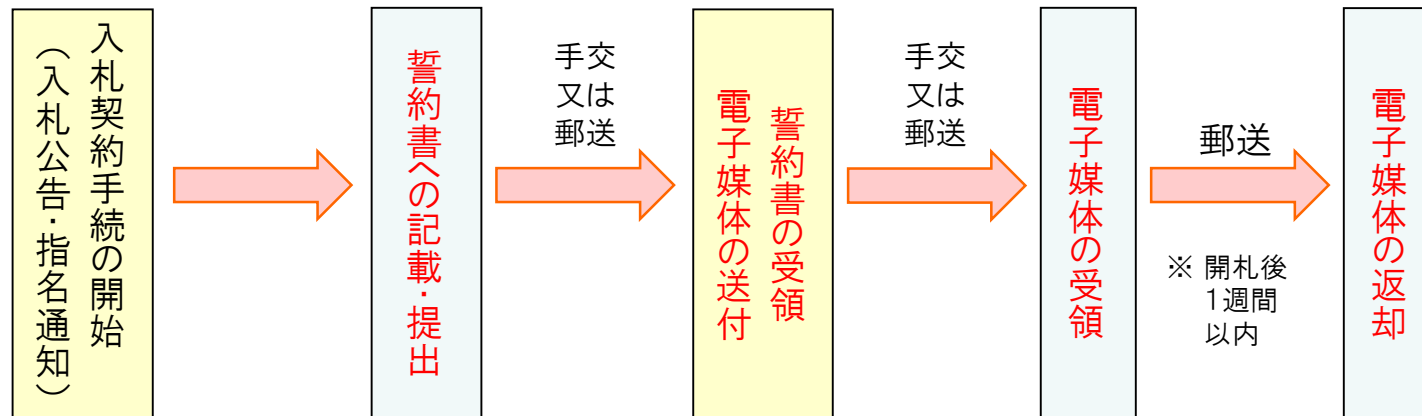 入札契約手続の開始
（入札公告・指名通知）
誓約書への記載・提出
手交
又は
郵送
誓約書の受領
電子媒体の送付
手交
又は
郵送
電子媒体の受領
郵送
※ 開札後
1週間
以内
電子媒体の返却